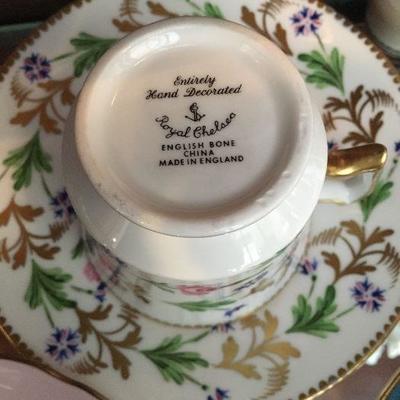 Entirely
Hand Decorated
Royal Chelsea
ENGLISH BONE
CHINA
MADE IN ENGLAND